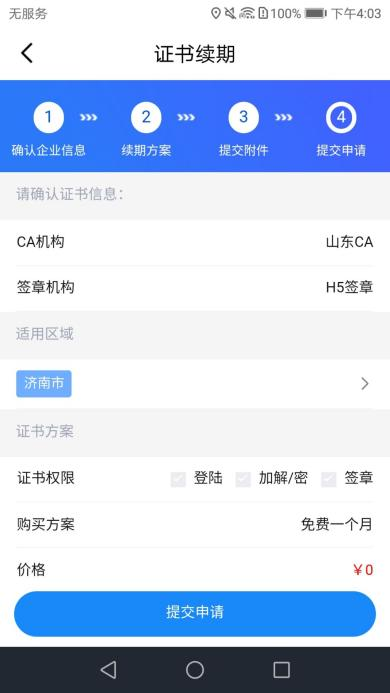 无服务 100% 下午4:03
证书续期
1 2 3 4
确认企业信息 续期方案 提交附件 提交申请
请确认证书信息：
CA机构 山东CA
签章机构 H5签章
适用区域
济南市
证书方案
证书权限 登陆 加解/密 签章
购买方案 免费一个月
价格 ￥0
提交申请